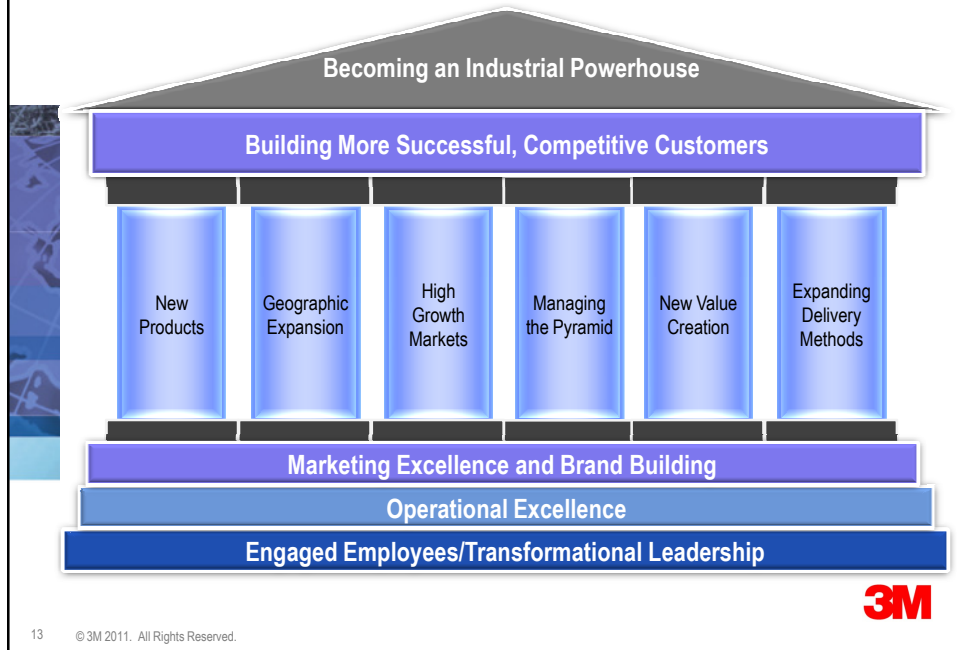 Becoming an Industrial Powerhouse
Building More Successful, Competitive Customers
New
Products
Geographic
Expansion
High
Growth
Markets
Managing
the Pyramid
New Value
Creation
Expanding
Delivery
Methods
Marketing Excellence and Brand Building
Operational Excellence
Engaged Employees/Transformational Leadership
3M
13 © 3M 2011. All Rights Reserved.